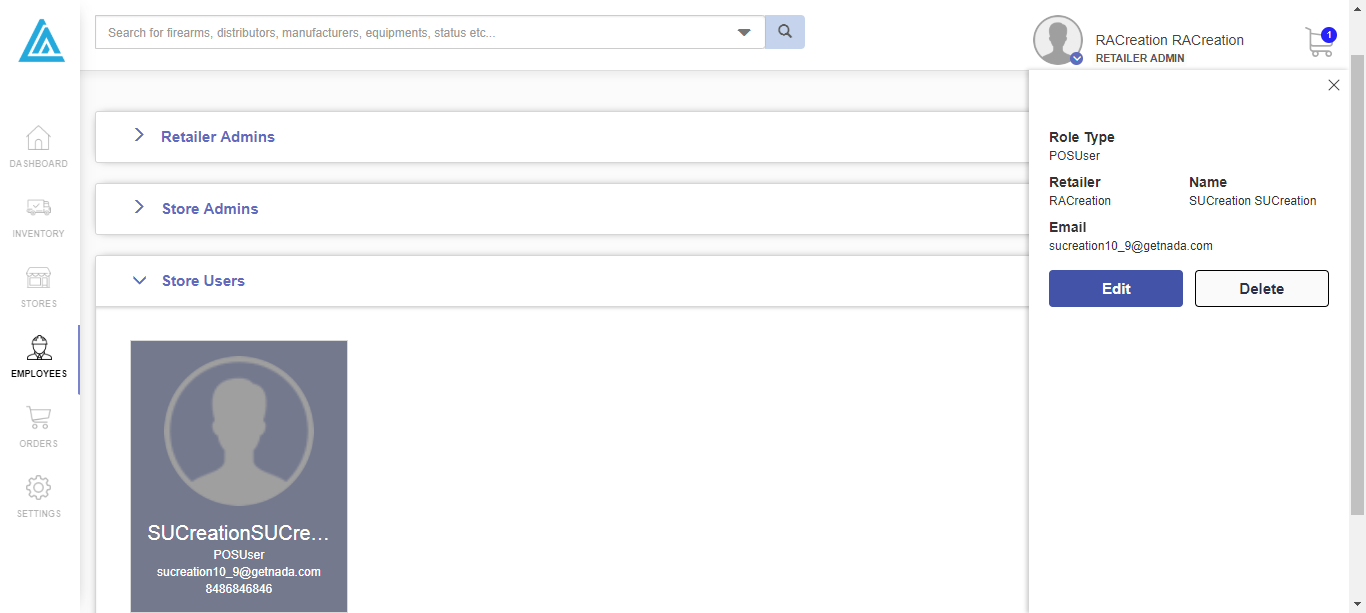 Search for firearms, distributors, manufacturers, equipments, status etc...
RACreation RACreation
RETAILER ADMIN
1
DASHBOARD
INVENTORY
STORES
EMPLOYEES
ORDERS
SETTINGS
Retailer Admins
Store Admins
Store Users
SUCreationSUCre...
POSUser
sucreation10_9@getnada.com
8486846846
Role Type
POSUser
Retailer Name
RACreation SUCreation SUCreation
Email
sucreation10_9@getnada.com
Edit Delete